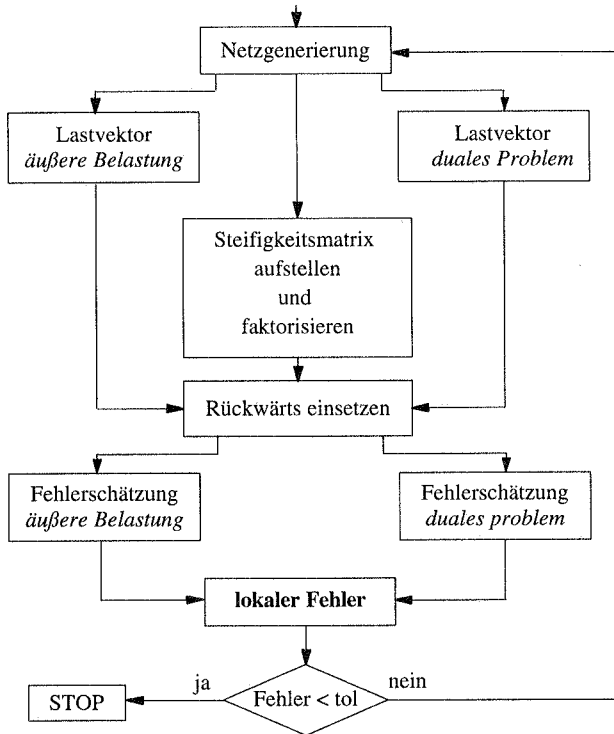 Netzgenerierung
Lastvektor
äußere Belastung
Lastvektor
duales Problem
Steifigkeitsmatrix
aufstellen
und
faktorisieren
Rückwärts einsetzen
Fehlerschätzung
äußere Belastung
Fehlerschätzung
duales problem
lokaler Fehler
ja
Fehler < tol
nein
STOP